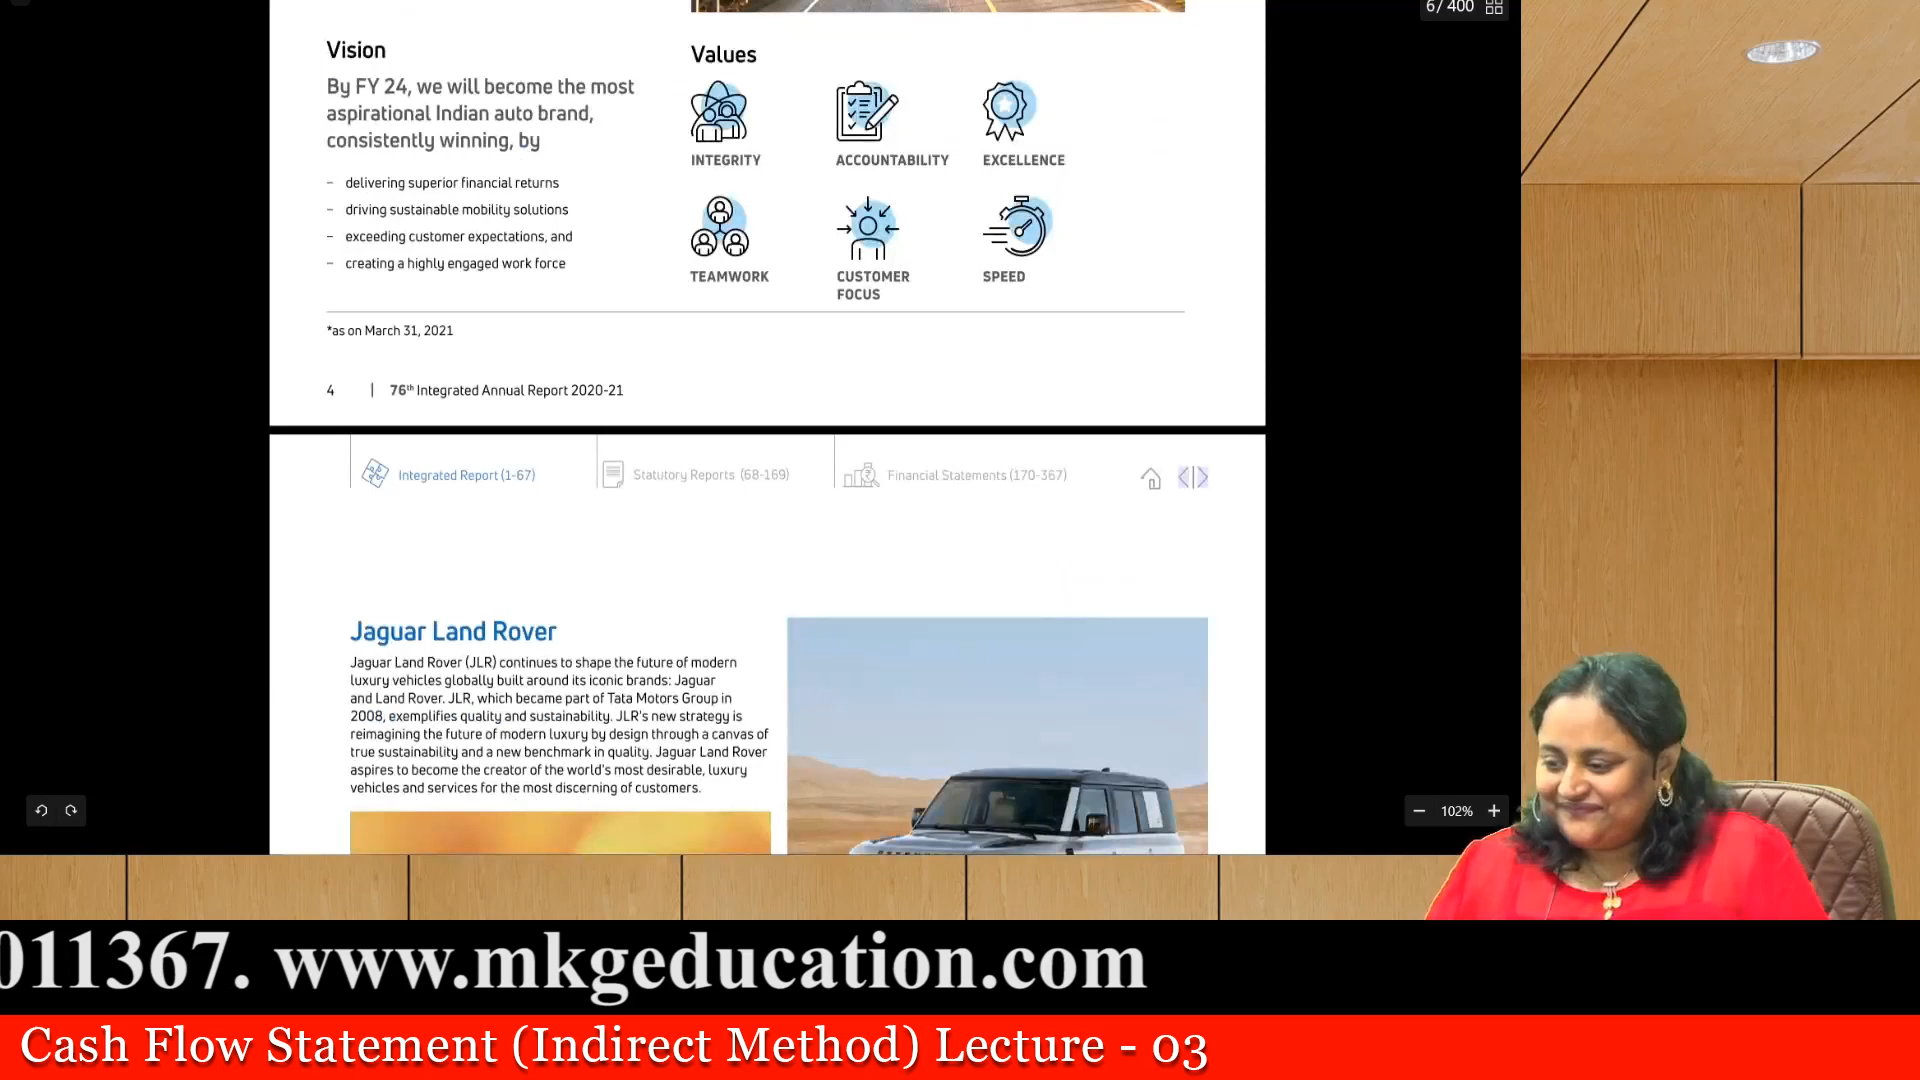 6/ 400
Vision
By FY 24, we will become the most
aspirational Indian auto brand,
consistently winning, by
– delivering superior financial returns
– driving sustainable mobility solutions
– exceeding customer expectations, and
– creating a highly engaged work force
Values
INTEGRITY
ACCOUNTABILITY
EXCELLENCE
TEAMWORK
CUSTOMER
FOCUS
SPEED
*as on March 31, 2021
4 | 76th Integrated Annual Report 2020-21
Integrated Report (1-67)
Statutory Reports (68-169)
Financial Statements (170-367)
Jaguar Land Rover
Jaguar Land Rover (JLR) continues to shape the future of modern
luxury vehicles globally built around its iconic brands: Jaguar
and Land Rover. JLR, which became part of Tata Motors Group in
2008, exemplifies quality and sustainability. JLR's new strategy is
reimagining the future of modern luxury by design through a canvas of
true sustainability and a new benchmark in quality. Jaguar Land Rover
aspires to become the creator of the world's most desirable, luxury
vehicles and services for the most discerning of customers.
102%
011367. www.mkgeducation.com
Cash Flow Statement (Indirect Method) Lecture - 03